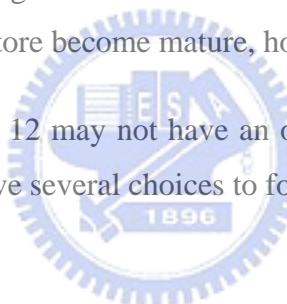 tore become mature, ho
12 may not have an o
ve several choices to fo
E S
1896